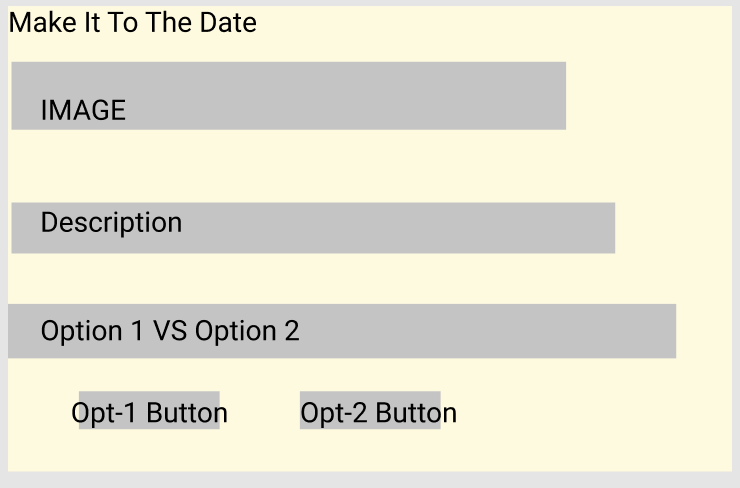 Make It To The Date
IMAGE
Description
Option 1 VS Option 2
Opt-1 Button Opt-2 Button